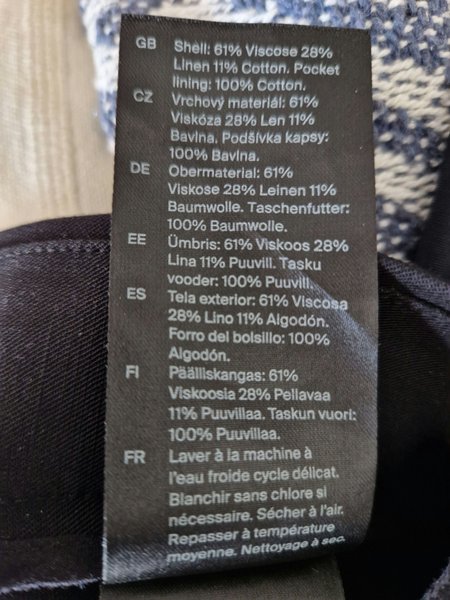 GB Shell: 61% Viscose 28%
Linen 11% Cotton. Pocket
lining: 100% Cotton.
CZ Vrchový materiál: 61%
Viskóza 28% Len 11%
Bavlna. Podšívka kapsy:
100% Bavlna.
DE Obermaterial: 61%
Viskose 28% Leinen 11%
Baumwolle. Taschenfutter:
100% Baumwolle.
EE Ümbris: 61% Viskoos 28%
Lina 11% Puuvill. Tasku
vooder: 100% Puuvill.
ES Tela exterior: 61% Viscosa
28% Lino 11% Algodón.
Forro del bolsillo: 100%
Algodón.
FI Päälliskangas: 61%
Viskoosia 28% Pellavaa
11% Puuvillaa. Taskun vuori:
100% Puuvillaa.
FR Laver à la machine à
l'eau froide cycle délicat.
Blanchir sans chlore si
nécessaire. Sécher à l'air.
Repasser à température
moyenne. Nettoyage à sec.